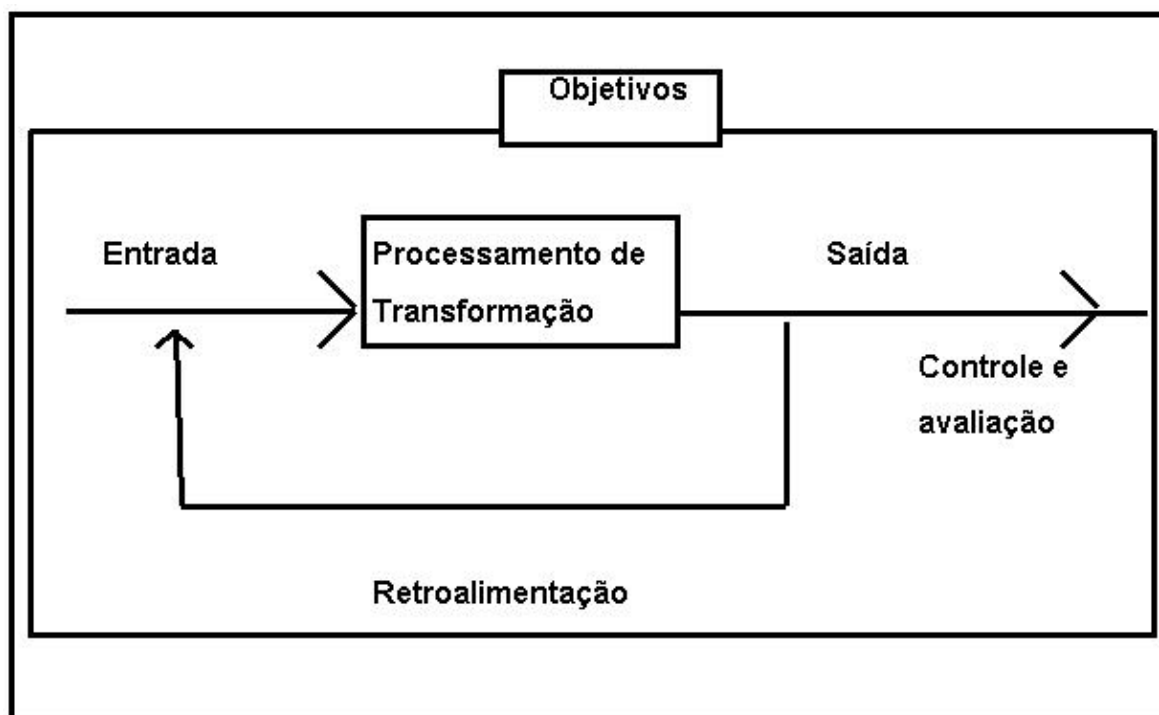 Objetivos
Entrada
Processamento de
Transformação
Saída
Controle e
avaliação
Retroalimentação